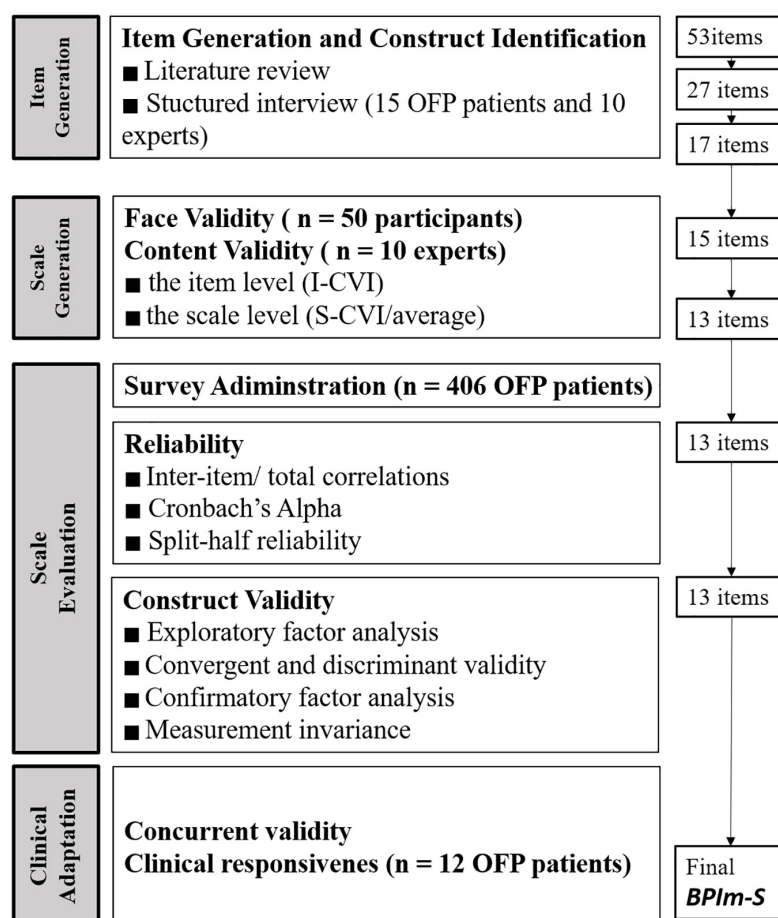 Item
Generation
Item Generation and Construct Identification
■ Literature review
■ Stuctured interview (15 OFP patients and 10
experts)
53items
27 items
17 items
Scale
Generation
Face Validity ( n = 50 participants)
Content Validity ( n = 10 experts)
■ the item level (I-CVI)
■ the scale level (S-CVI/average)
15 items
13 items
Scale
Evaluation
Survey Adiminstration (n = 406 OFP patients)
Reliability
■ Inter-item/ total correlations
■ Cronbach’s Alpha
■ Split-half reliability
13 items
Construct Validity
■ Exploratory factor analysis
■ Convergent and discriminant validity
■ Confirmatory factor analysis
■ Measurement invariance
13 items
Clinical
Adaptation
Concurrent validity
Clinical responsivenes (n = 12 OFP patients)
Final
BPIm-S